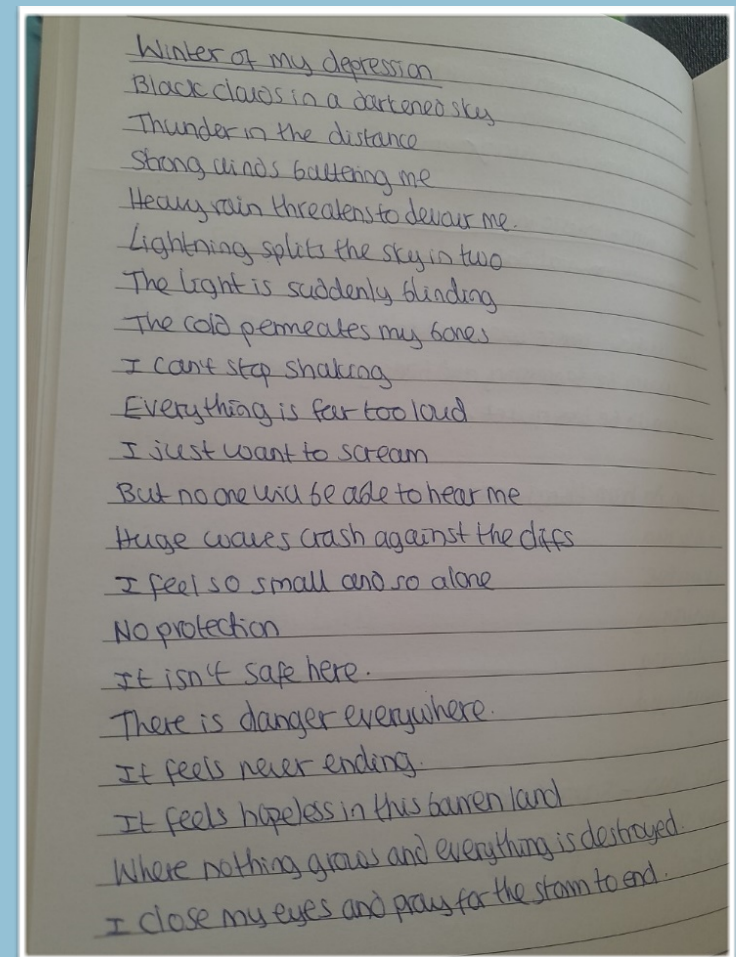 Winter of my depression
Black clouds in a darkened sky
Thunder in the distance
Strong winds battering me
Heavy rain threatens to devour me.
Lightning splits the sky in two
The light is suddenly blinding
The cold permeates my bones
I can't stop shaking
Everything is far too loud
I just want to scream
But no one will be able to hear me
Huge waves crash against the cliffs
I feel so small and so alone
No protection
It isn't safe here.
There is danger everywhere.
It feels never ending.
It feels hopeless in this barren land
Where nothing grows and everything is destroyed.
I close my eyes and pray for the storm to end.